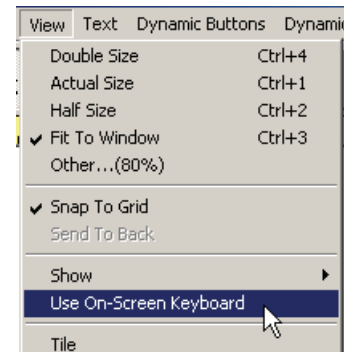 View Text Dynamic Buttons Dynami
Double Size Ctrl+4
Actual Size Ctrl+1
Half Size Ctrl+2
Fit To Window Ctrl+3
Other...(80%)
Snap To Grid
Send To Back
Show
Use On-Screen Keyboard
Tile